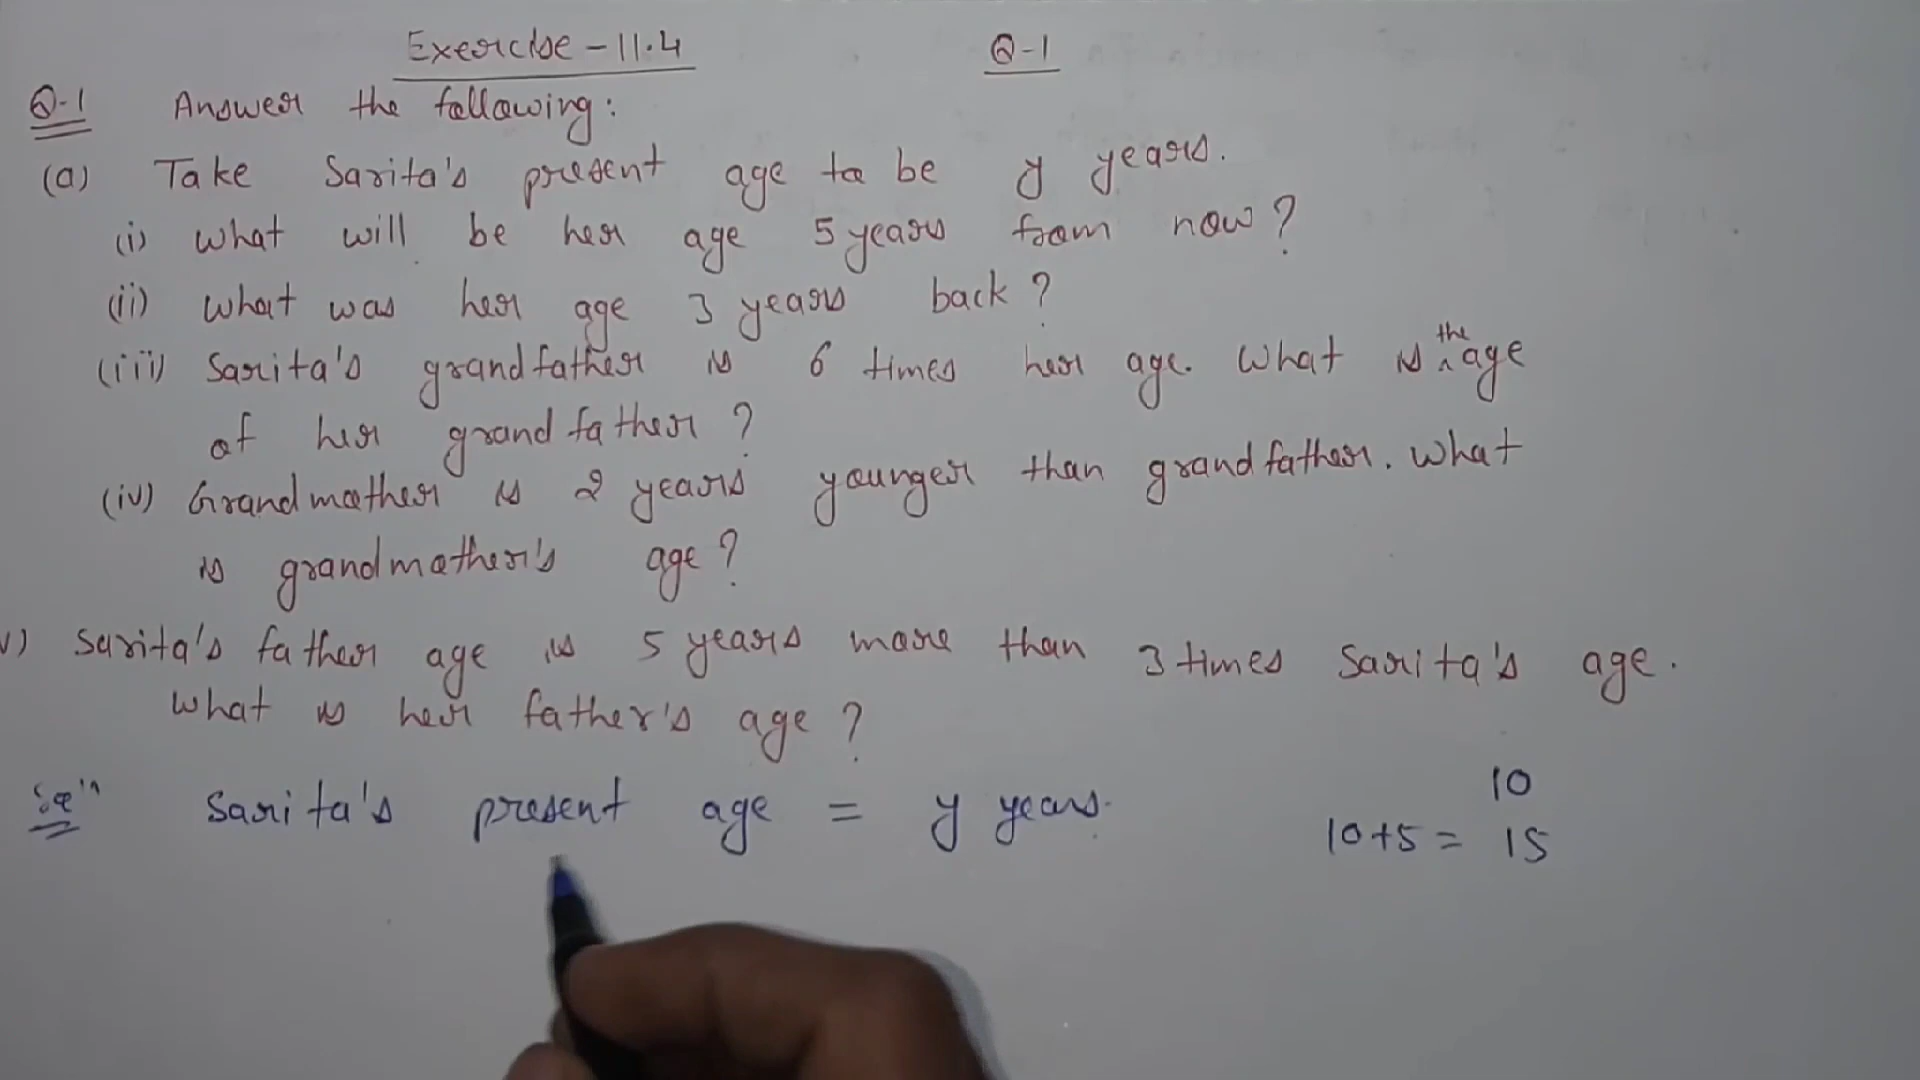 Exercise - 11.4 Q-1
Q-1 Answer the following:
(a) Take Sarita's present age to be y years.
(i) what will be her age 5 years from now?
(ii) what was her age 3 years back?
(iii) Sarita's grandfather is 6 times her age. What is the age
of her grandfather?
(iv) Grandmother is 2 years younger than grandfather. What
is grandmother's age?
v) Sarita's father age is 5 years more than 3 times Sarita's age.
What is her father's age?
Sarita's present age = y years.
10
10+5 = 15